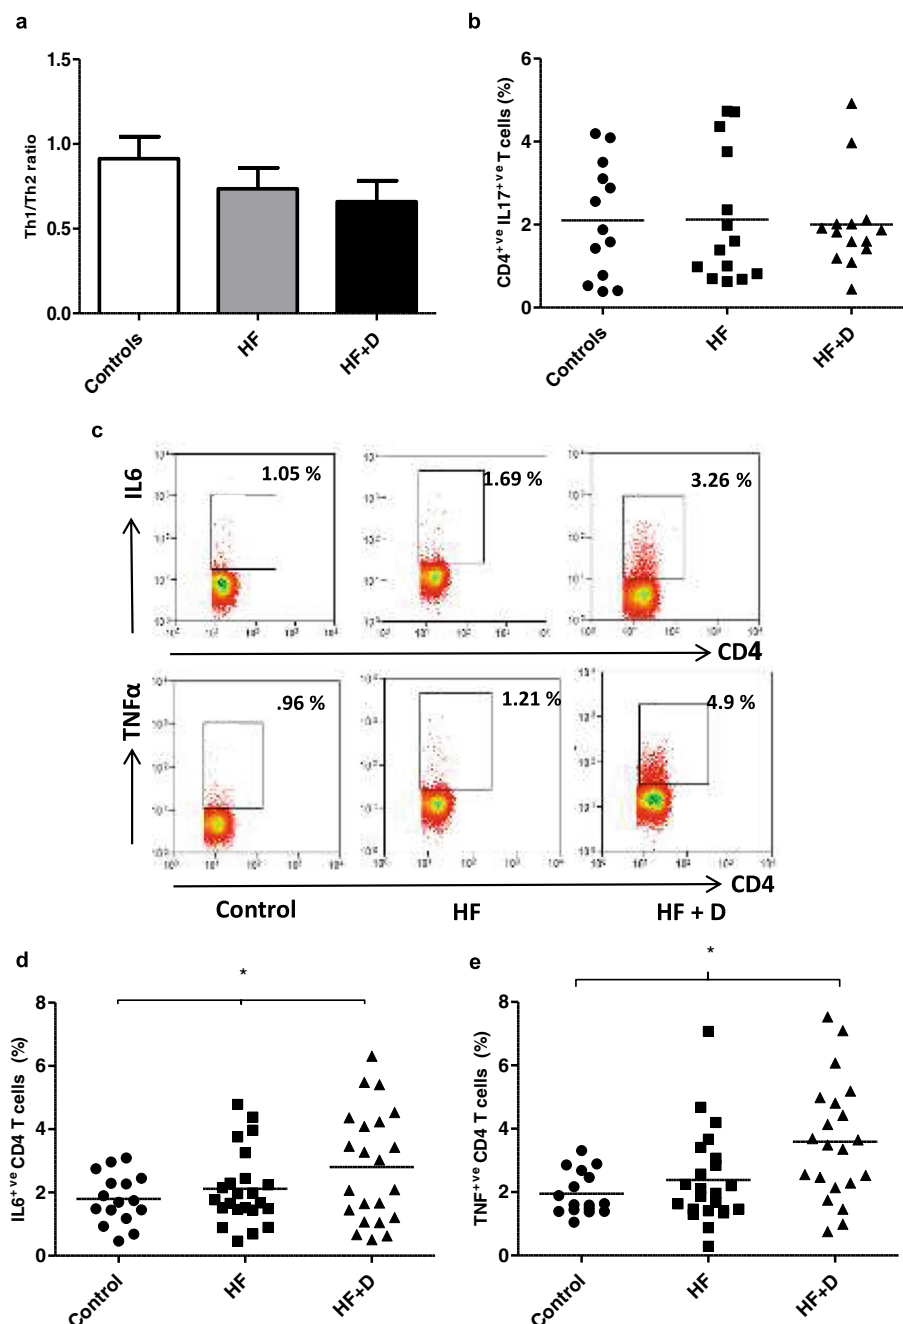 a
Th1/Th2 ratio
1.5
1.0
0.5
0.0
Controls
HF
HF+D
b
CD4+ve IL17+ve T cells (%)
6
4
2
0
Controls
HF
HF+D
c
IL6
1.05 %
1.69 %
3.26 %
CD4
TNFα
.96 %
1.21 %
4.9 %
CD4
Control
HF
HF + D
d
*
IL6+ve CD4 T cells (%)
8
6
4
2
0
Control
HF
HF+D
e
*
TNF+ve CD4 T cells (%)
8
6
4
2
0
Control
HF
HF+D